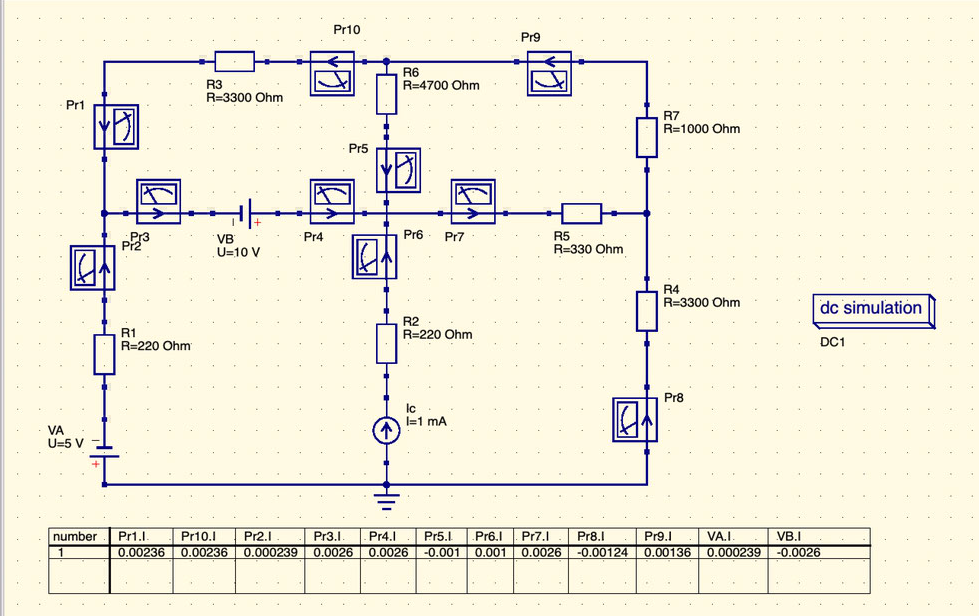 Pr10
Pr9
R3
R=3300 Ohm
R6
R=4700 Ohm
Pr1
R7
R=1000 Ohm
Pr5
Pr3
VB
U=10 V
+
Pr4
Pr6
Pr7
R5
R=330 Ohm
Pr2
R4
R=3300 Ohm
dc simulation
DC1
R1
R=220 Ohm
R2
R=220 Ohm
Pr8
Ic
I=1 mA
VA
U=5 V
+
number Pr1.I Pr10.I Pr2.I Pr3.I Pr4.I Pr5.I Pr6.I Pr7.I Pr8.I Pr9.I VA.I VB.I
1 0.00236 0.00236 0.000239 0.0026 0.0026 -0.001 0.001 0.0026 -0.00124 0.00136 0.000239 -0.0026